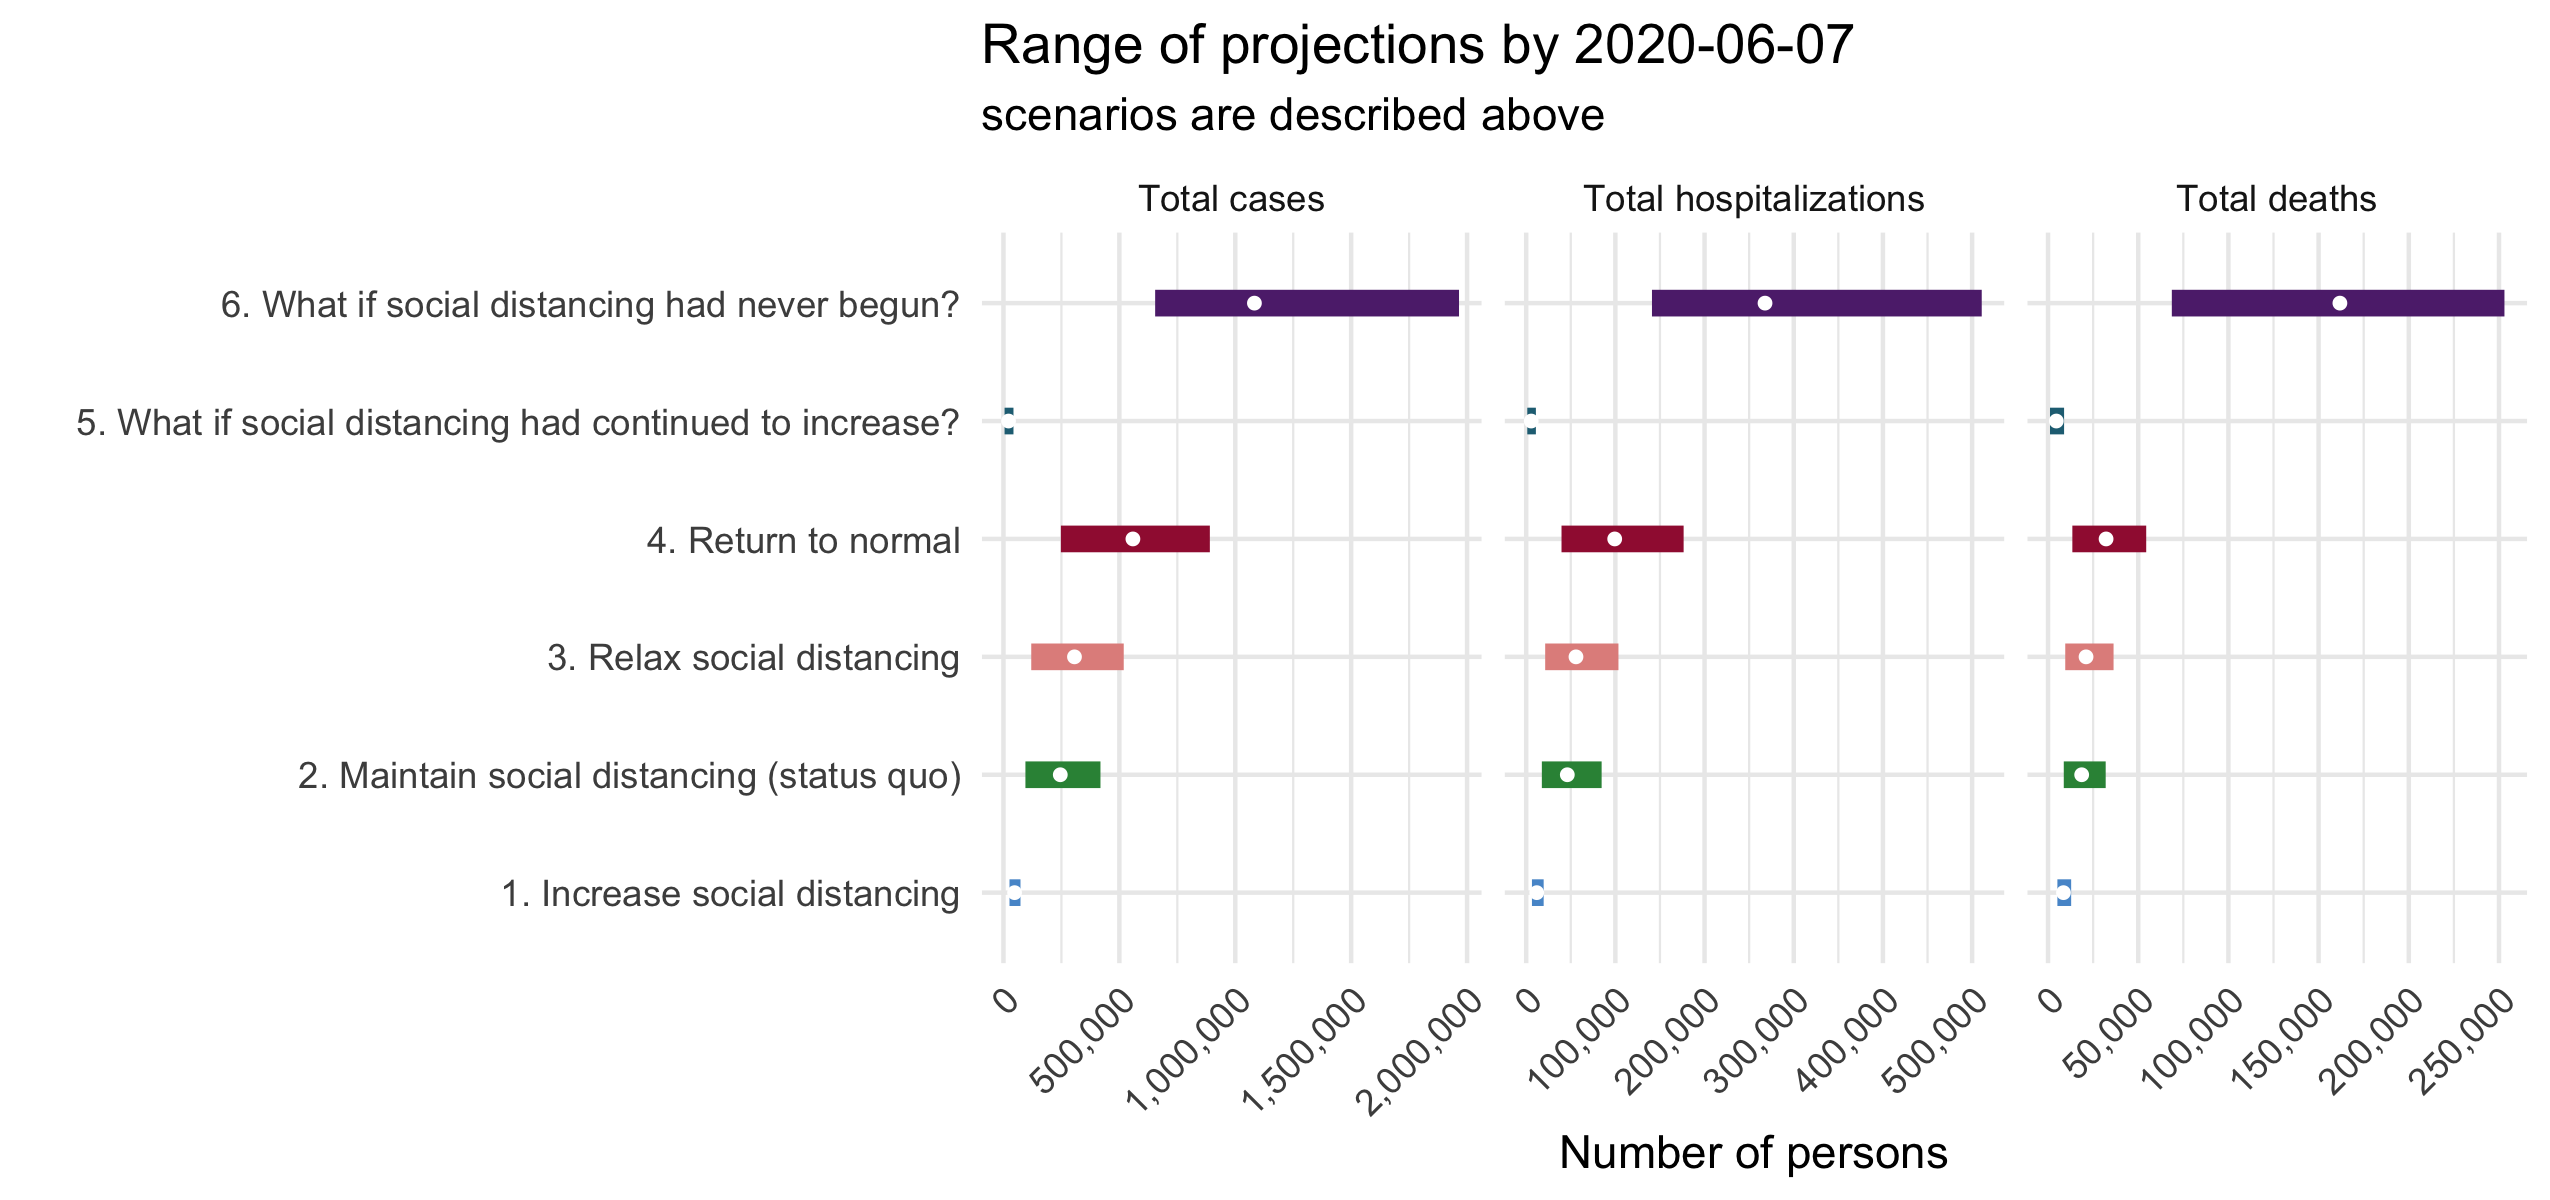 Range of projections by 2020-06-07
scenarios are described above
Total cases
Total hospitalizations
Total deaths
6. What if social distancing had never begun?
5. What if social distancing had continued to increase?
4. Return to normal
3. Relax social distancing
2. Maintain social distancing (status quo)
1. Increase social distancing
0
500,000
1,000,000
1,500,000
2,000,000
0
100,000
200,000
300,000
400,000
500,000
0
50,000
100,000
150,000
200,000
250,000
Number of persons